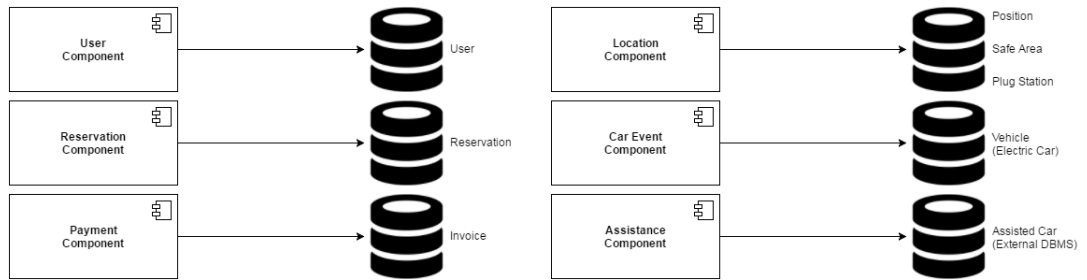 User
Component
User
Reservation
Component
Reservation
Payment
Component
Invoice
Location
Component
Position
Safe Area
Plug Station
Car Event
Component
Vehicle
(Electric Car)
Assistance
Component
Assisted Car
(External DBMS)